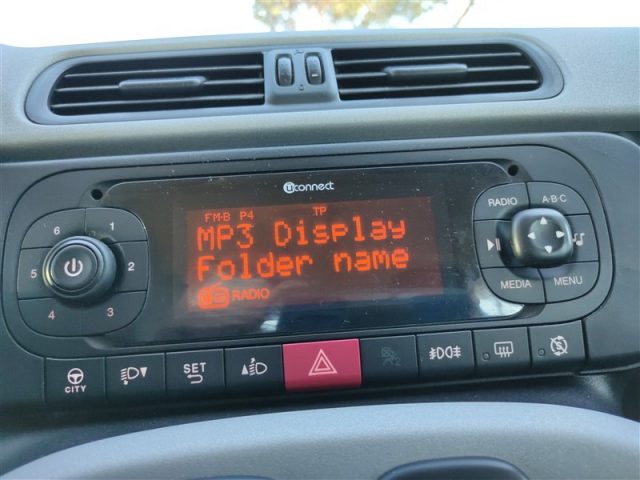 uconnect
FM-B P4 TP
MP3 Display
Folder name
RADIO
6 1
5 2
4 3
RADIO A·B·C
MEDIA MENU
CITY
SET